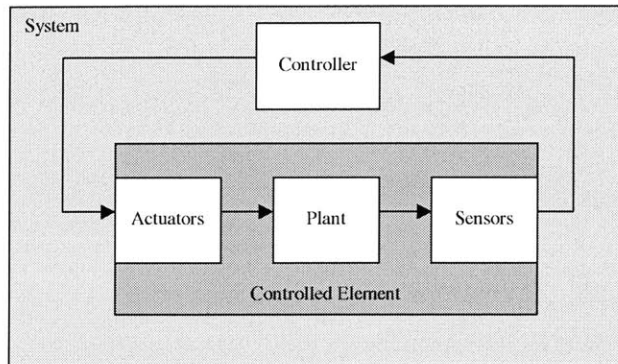 System
Controller
Actuators
Plant
Sensors
Controlled Element